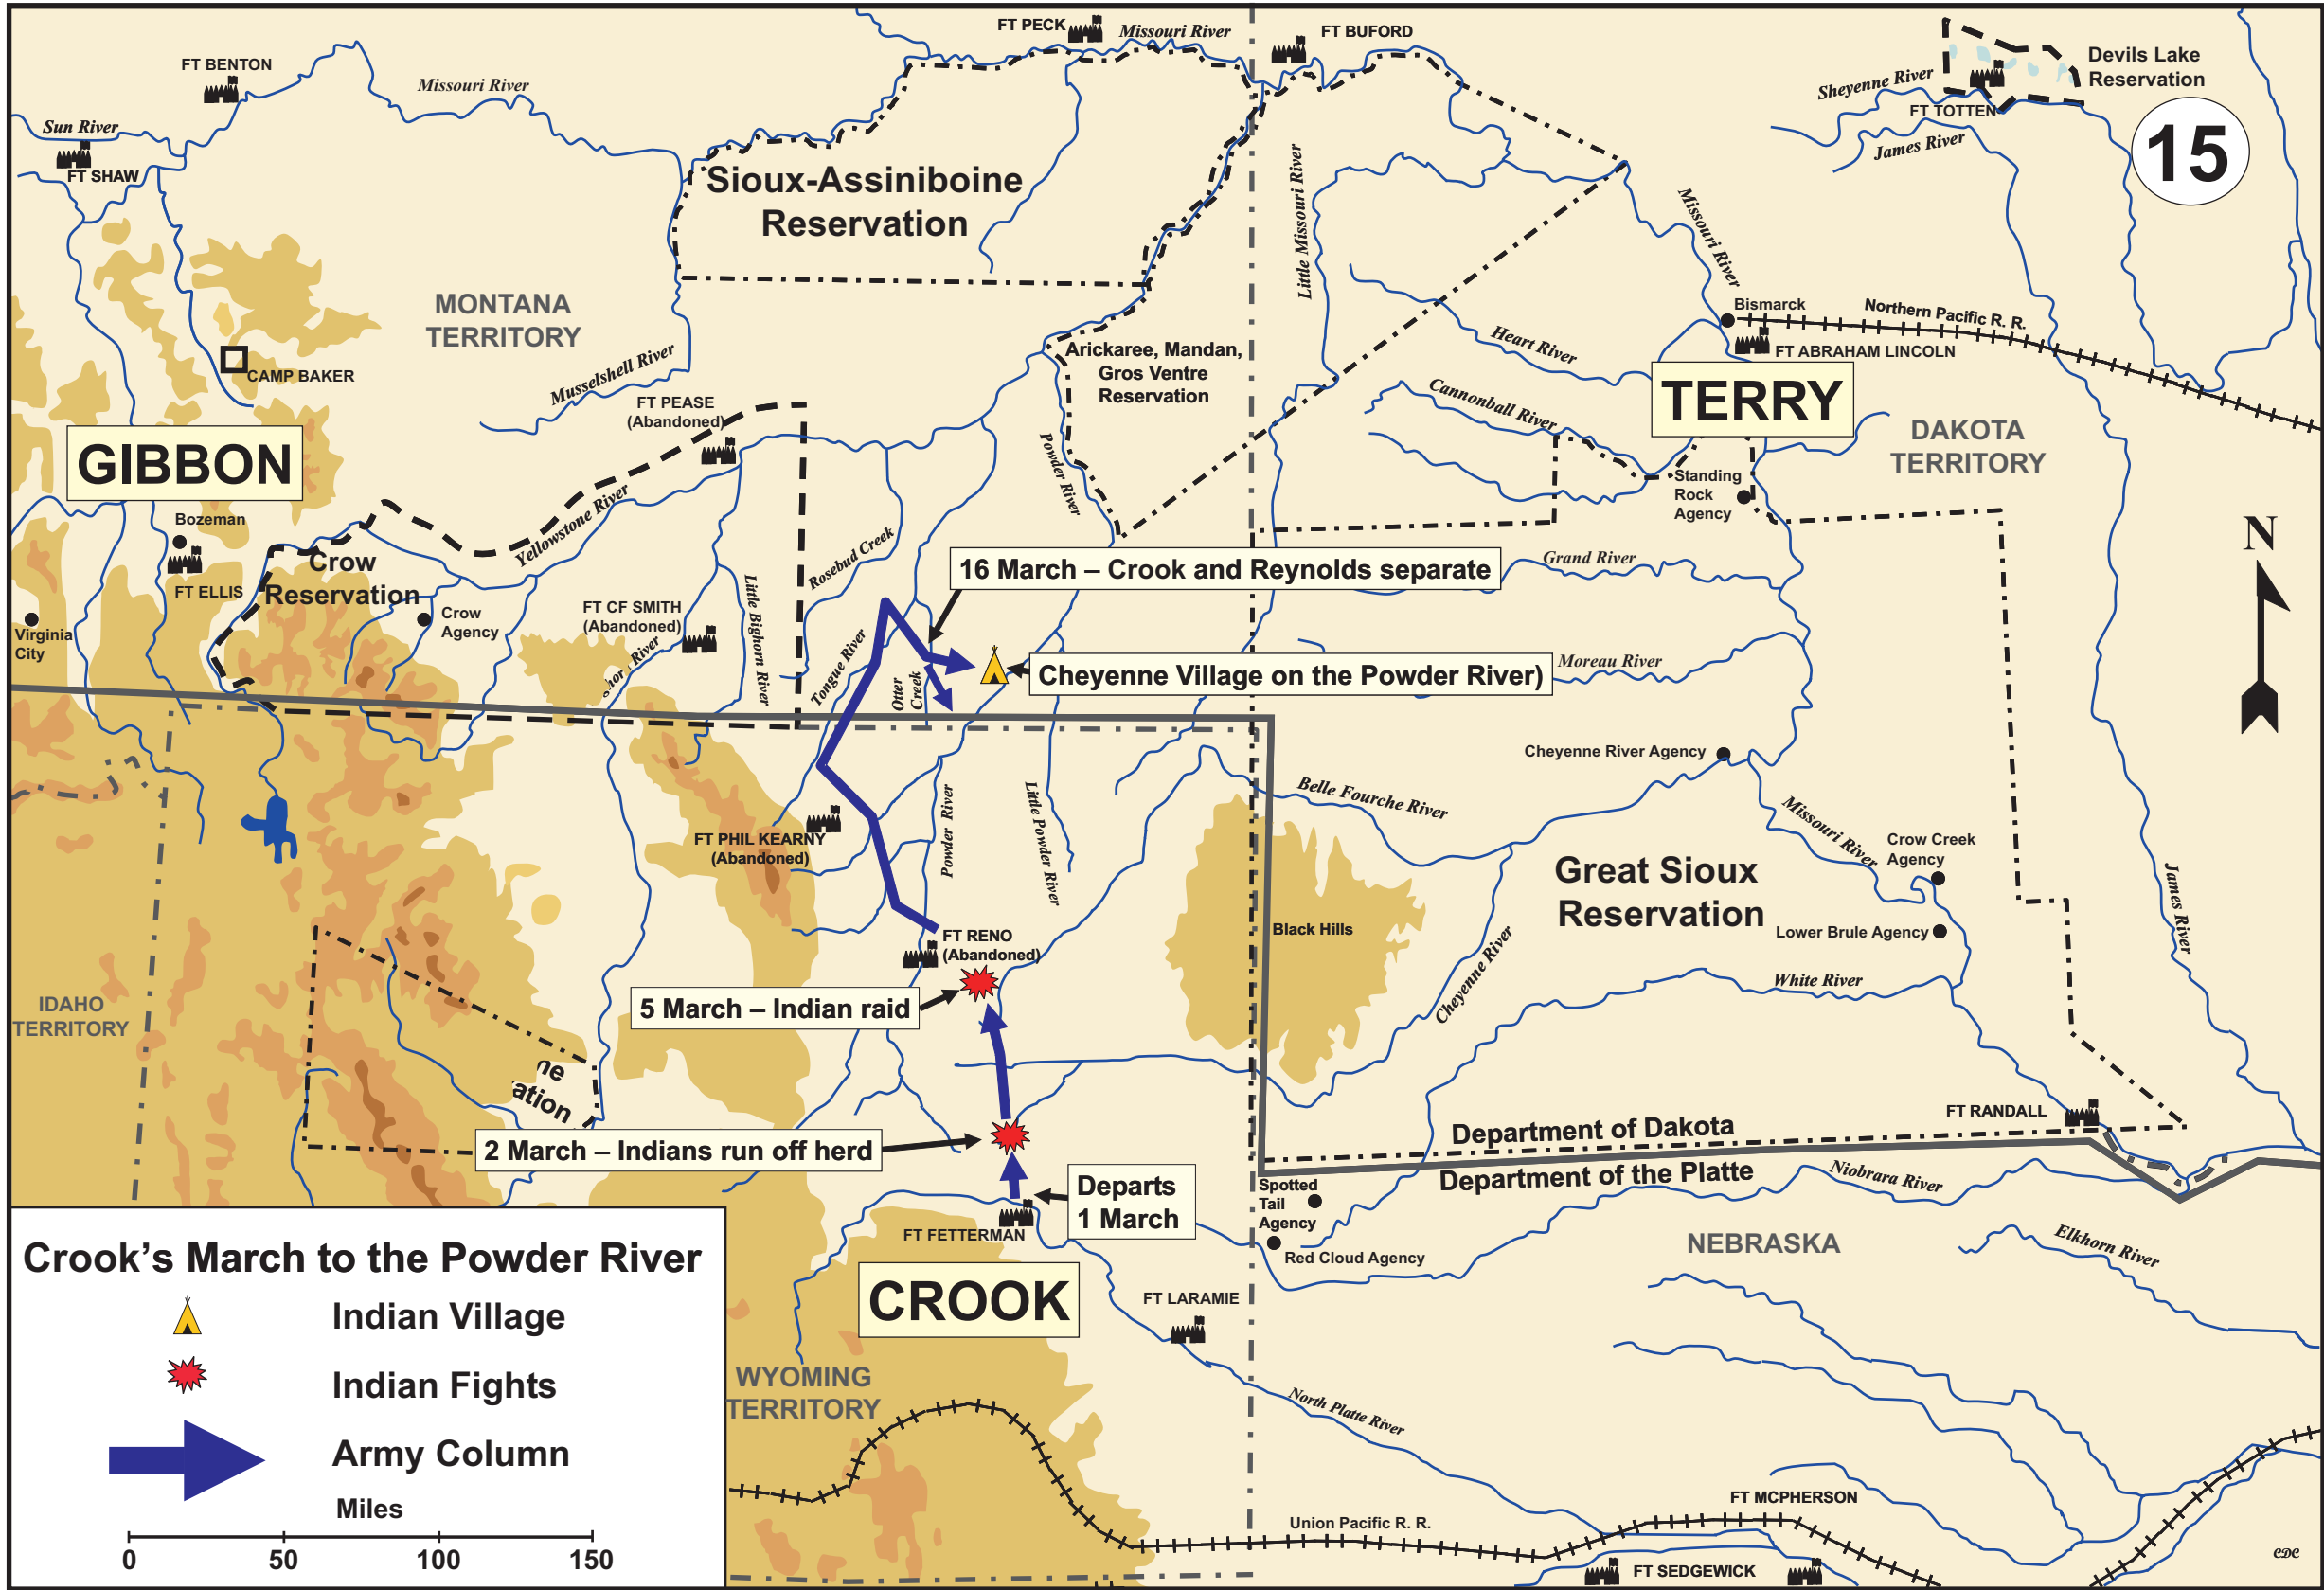 FT PECK
Missouri River
FT BUFORD
Devils Lake
Reservation
FT BENTON
Missouri River
Sheyenne River
FT TOTTEN
Sun River
James River
15
FT SHAW
Sioux-Assiniboine
Reservation
Little Missouri River
Missouri River
MONTANA
TERRITORY
Bismarck
Northern Pacific R. R.
CAMP BAKER
Musselshell River
Arickaree, Mandan,
Gros Ventre
Reservation
Heart River
FT ABRAHAM LINCOLN
FT PEASE
(Abandoned)
Cannonball River
TERRY
DAKOTA
TERRITORY
GIBBON
Powder River
Standing
Rock
Agency
Bozeman
Yellowstone River
N
FT ELLIS
Crow
Reservation
Rosebud Creek
16 March – Crook and Reynolds separate
Grand River
Virginia
City
Crow
Agency
FT CF SMITH
(Abandoned)
Little Bighorn River
Tongue River
Otter
Creek
Cheyenne Village on the Powder River)
Moreau River
ghor River
Cheyenne River Agency
Belle Fourche River
FT PHIL KEARNY
(Abandoned)
Powder River
Little Powder River
Missouri River
Crow Creek
Agency
Great Sioux
Reservation
James River
Black Hills
Lower Brule Agency
FT RENO
(Abandoned)
Cheyenne River
White River
IDAHO
TERRITORY
5 March – Indian raid
ne
ation
2 March – Indians run off herd
FT RANDALL
Department of Dakota
Department of the Platte
Niobrara River
Departs
1 March
Spotted
Tail
Agency
FT FETTERMAN
Red Cloud Agency
NEBRASKA
Elkhorn River
CROOK
FT LARAMIE
WYOMING
TERRITORY
North Platte River
Union Pacific R. R.
FT MCPHERSON
FT SEDGEWICK
CDC
Crook's March to the Powder River
Indian Village
Indian Fights
Army Column
Miles
0 50 100 150